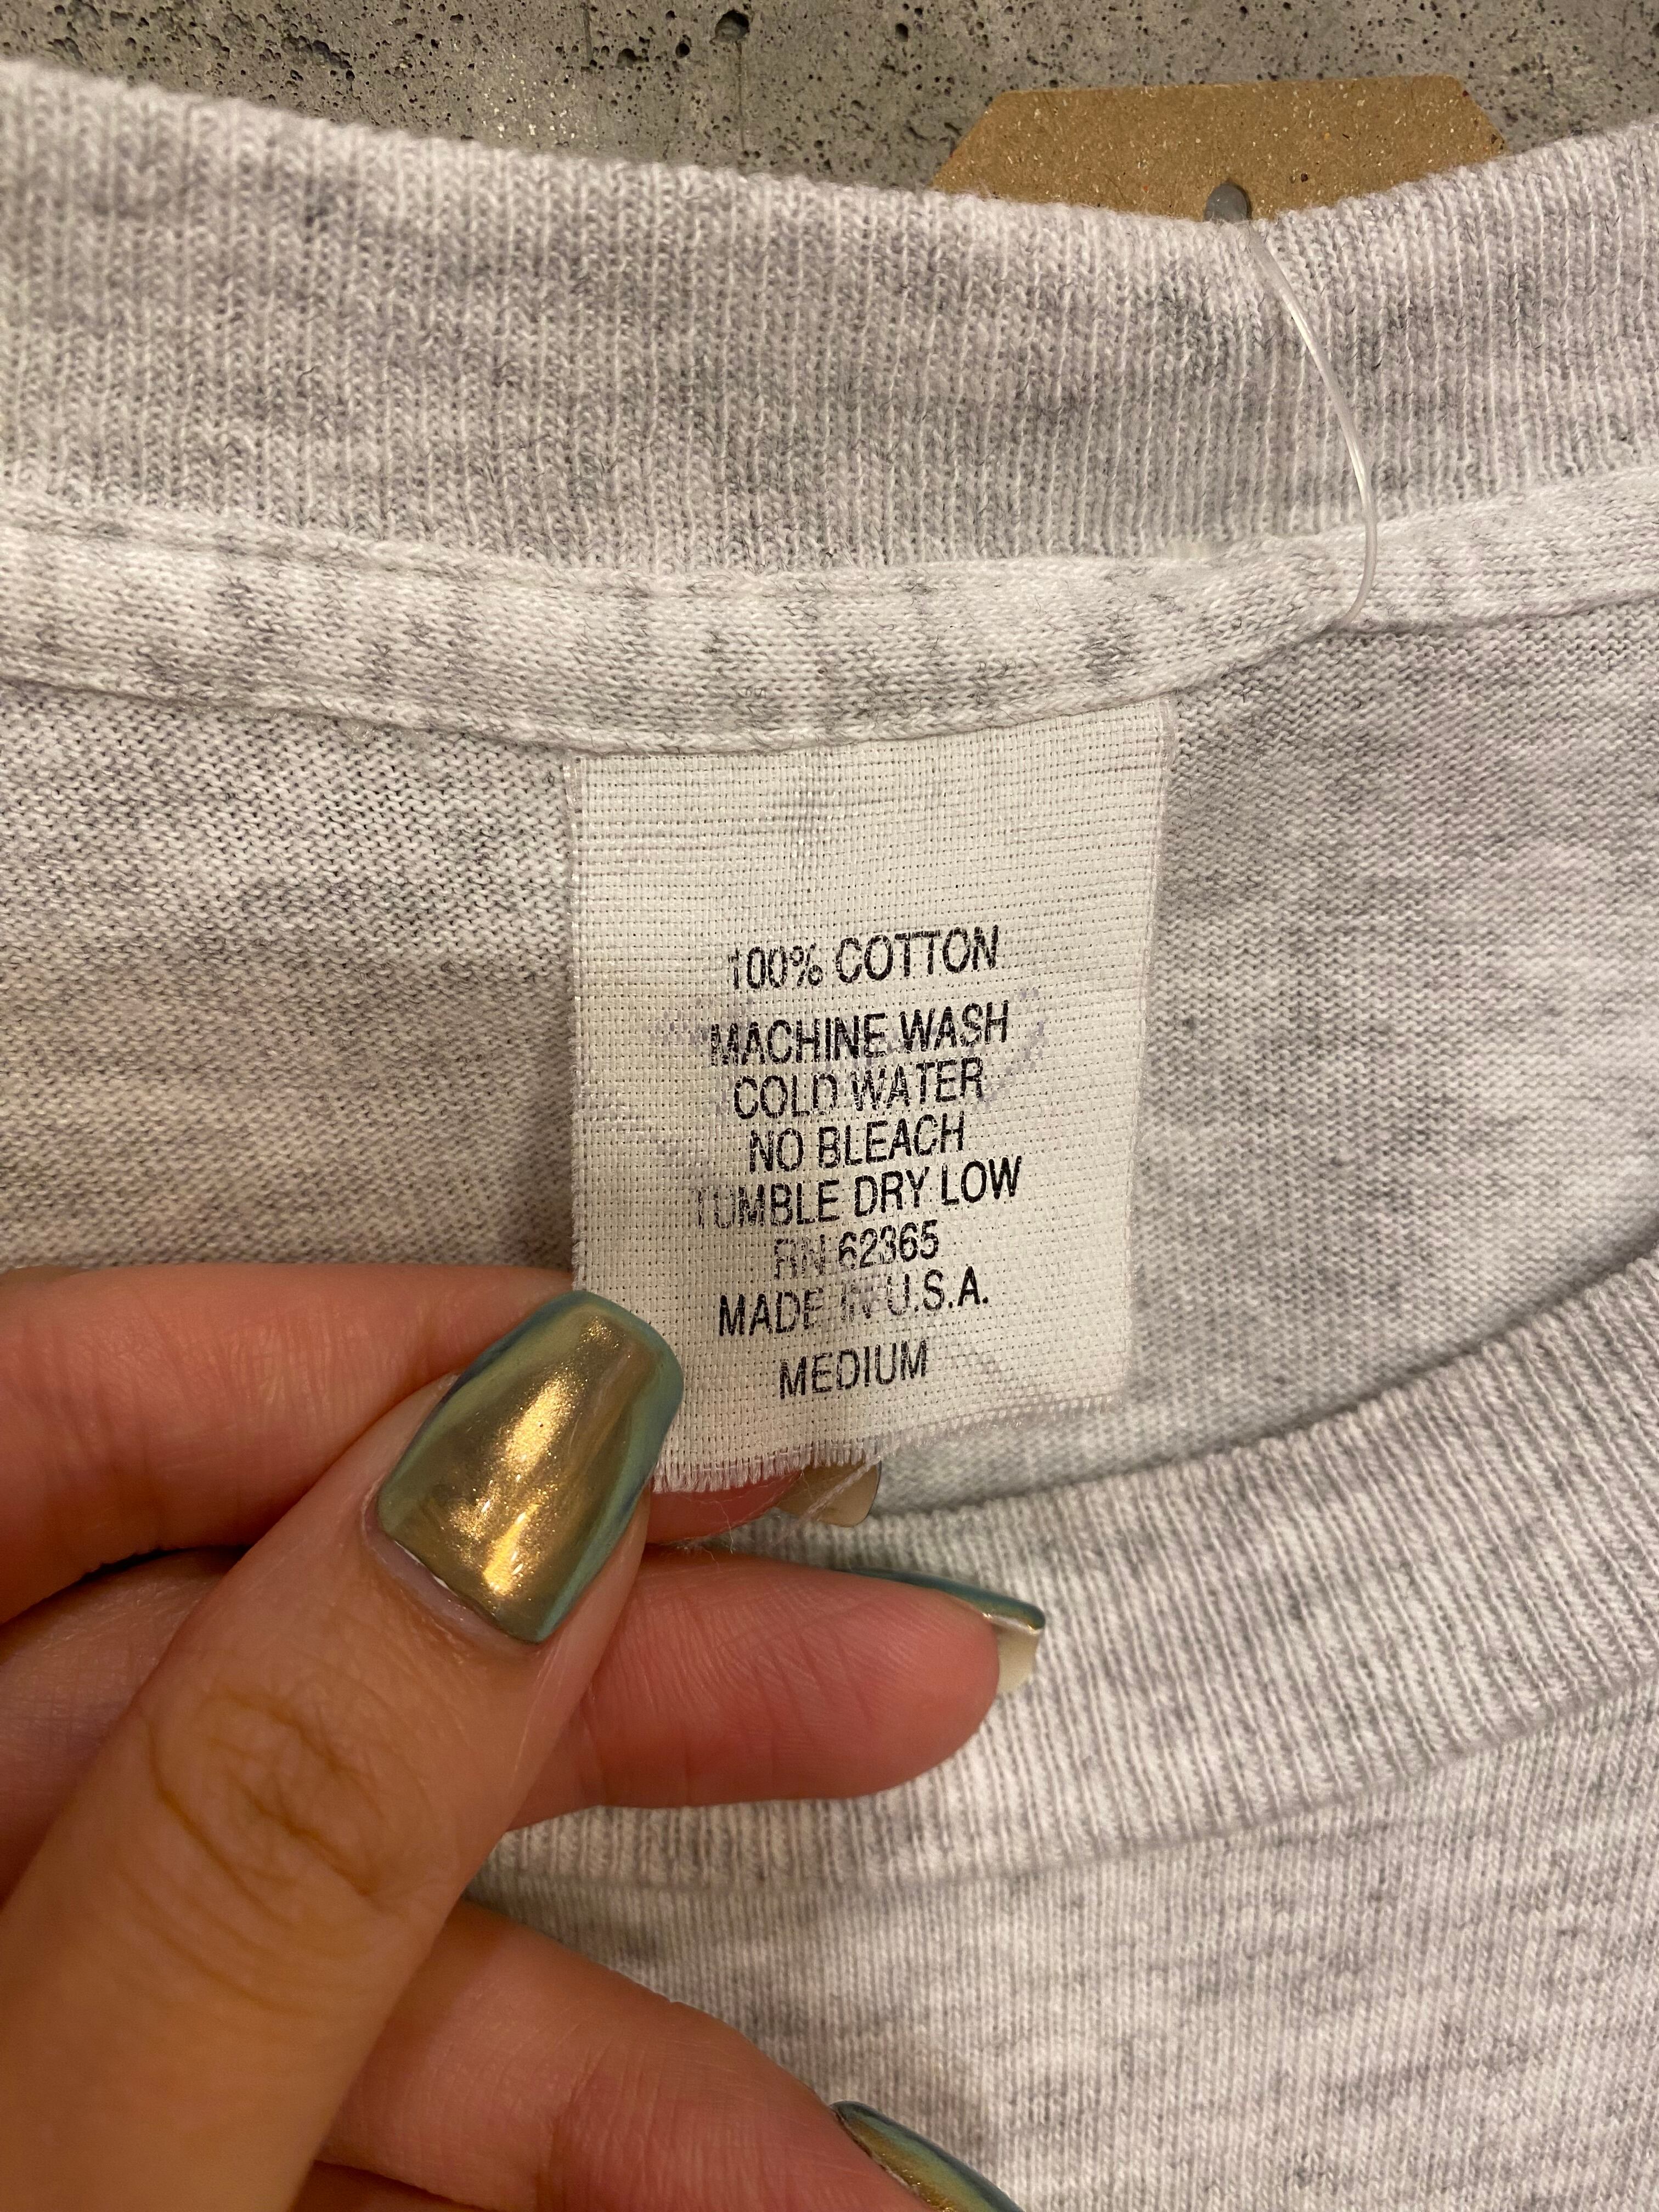 100% COTTON
MACHINE WASH
COLD WATER
NO BLEACH
TUMBLE DRY LOW
RN 62365
MADE IN U.S.A.
MEDIUM